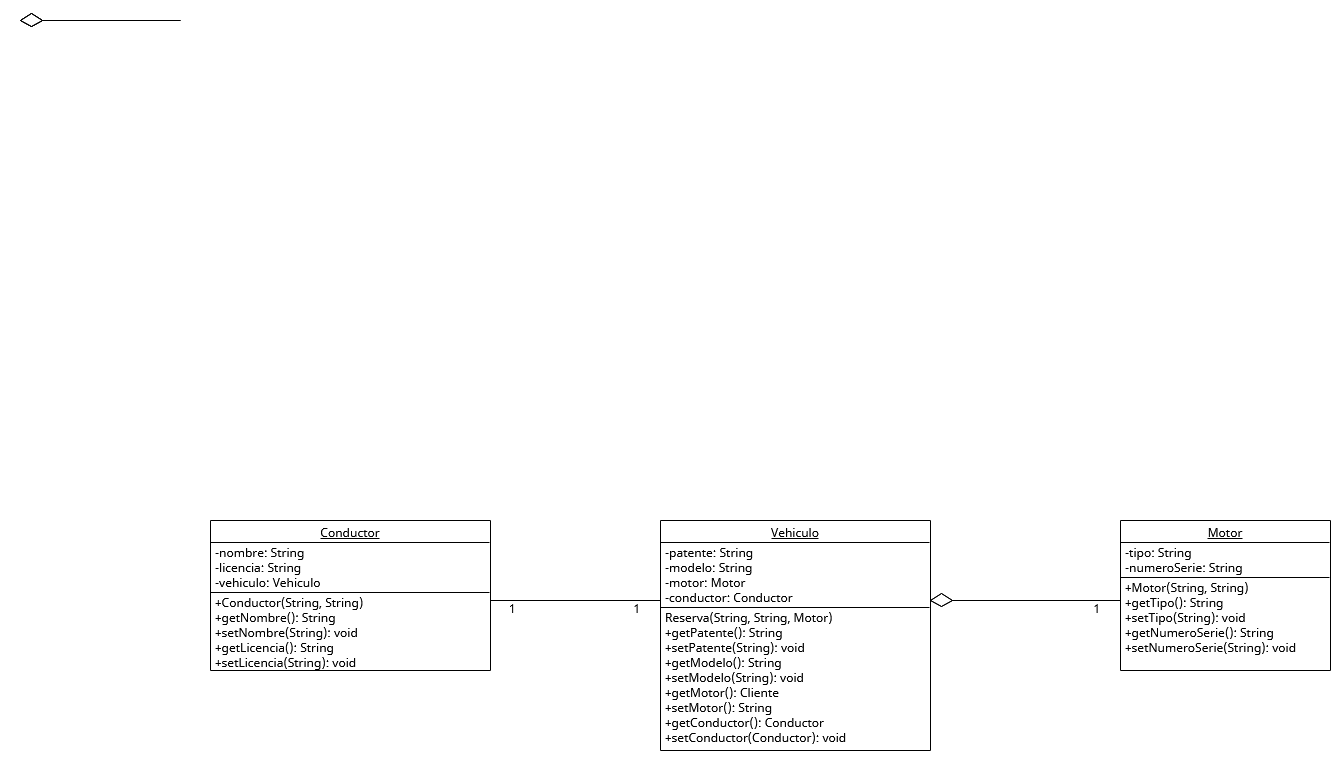 Conductor
-nombre: String
-licencia: String
-vehiculo: Vehiculo
+Conductor(String, String)
+getNombre(): String
+setNombre(String): void
+getLicencia(): String
+setLicencia(String): void
1
1
Vehiculo
-patente: String
-modelo: String
-motor: Motor
-conductor: Conductor
Reserva(String, String, Motor)
+getPatente(): String
+setPatente(String): void
+getModelo(): String
+setModelo(String): void
+getMotor(): Cliente
+setMotor(): String
+getConductor(): Conductor
+setConductor(Conductor): void
1
Motor
-tipo: String
-numeroSerie: String
+Motor(String, String)
+getTipo(): String
+setTipo(String): void
+getNumeroSerie(): String
+setNumeroSerie(String): void